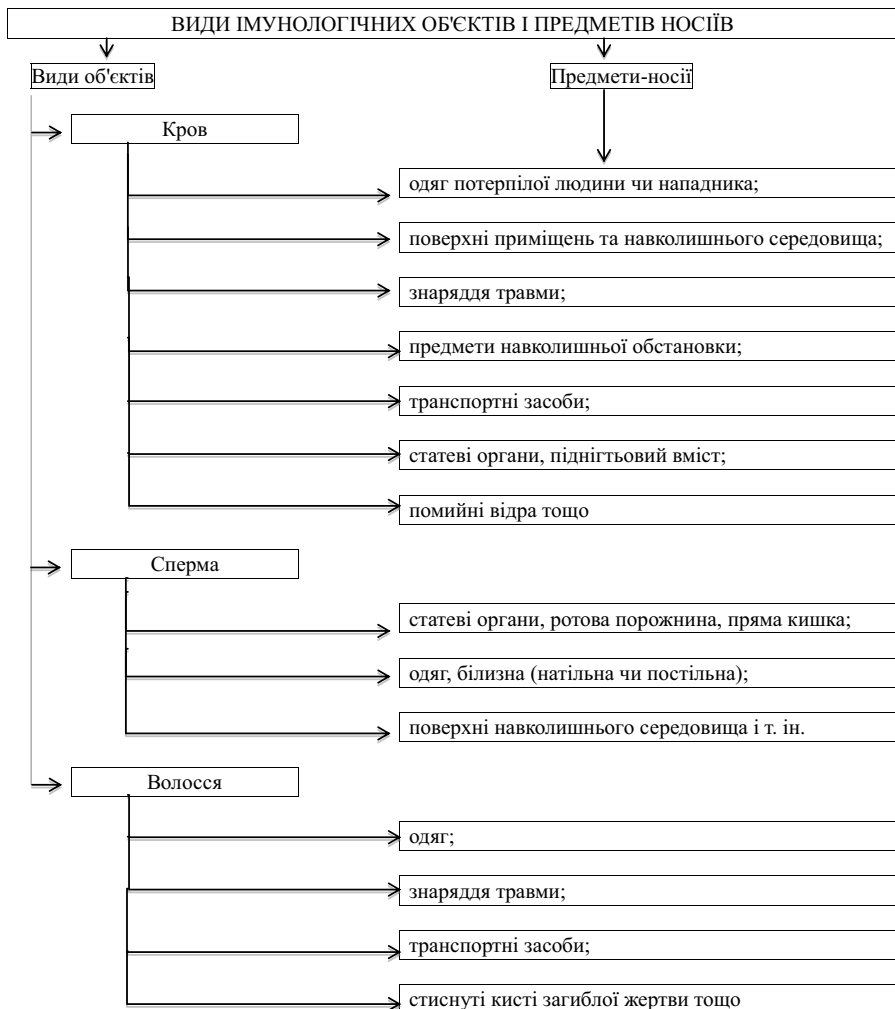 ВИДИ ІМУНОЛОГІЧНИХ ОБ'ЄКТІВ І ПРЕДМЕТІВ НОСІЇВ
Види об'єктів
Предмети-носії
Кров
одяг потерпілої людини чи нападника;
поверхні приміщень та навколишнього середовища;
знаряддя травми;
предмети навколишньої обстановки;
транспортні засоби;
статеві органи, піднігтьовий вміст;
помийні відра тощо
Сперма
статеві органи, ротова порожнина, пряма кишка;
одяг, білизна (натільна чи постільна);
поверхні навколишнього середовища і т. ін.
Волосся
одяг;
знаряддя травми;
транспортні засоби;
стиснуті кисті загиблої жертви тощо